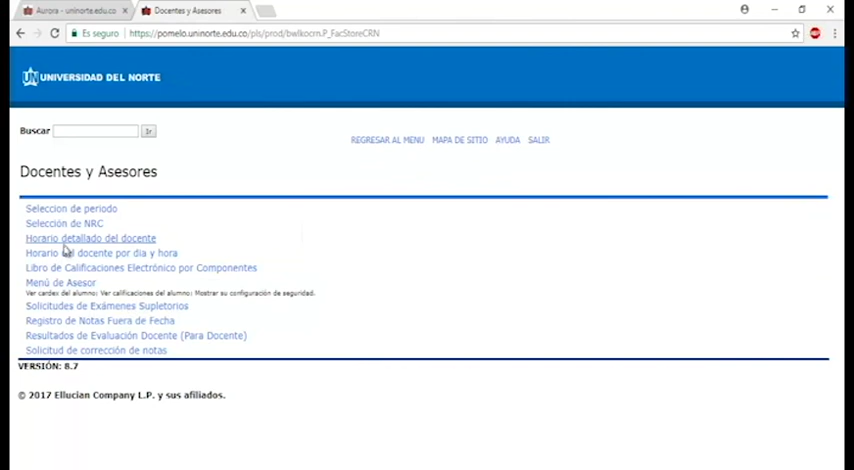 Aurora - uninorte.edu.co
Docentes y Asesores
Es seguro
https://pomelo.uninorte.edu.co/pls/prod/bwlkocrn.P_FacStoreCRN
UNIVERSIDAD DEL NORTE
Buscar
Ir
REGRESAR AL MENU MAPA DE SITIO AYUDA SALIR
Docentes y Asesores
Seleccion de periodo
Selección de NRC
Horario detallado del docente
Horario del docente por dia y hora
Libro de Calificaciones Electrónico por Componentes
Menú de Asesor
Ver cardex del alumno; Ver calificaciones del alumno; Mostrar su configuración de seguridad.
Solicitudes de Exámenes Supletorios
Registro de Notas Fuera de Fecha
Resultados de Evaluación Docente (Para Docente)
Solicitud de corrección de notas
VERSIÓN: 8.7
© 2017 Ellucian Company L.P. y sus afiliados.